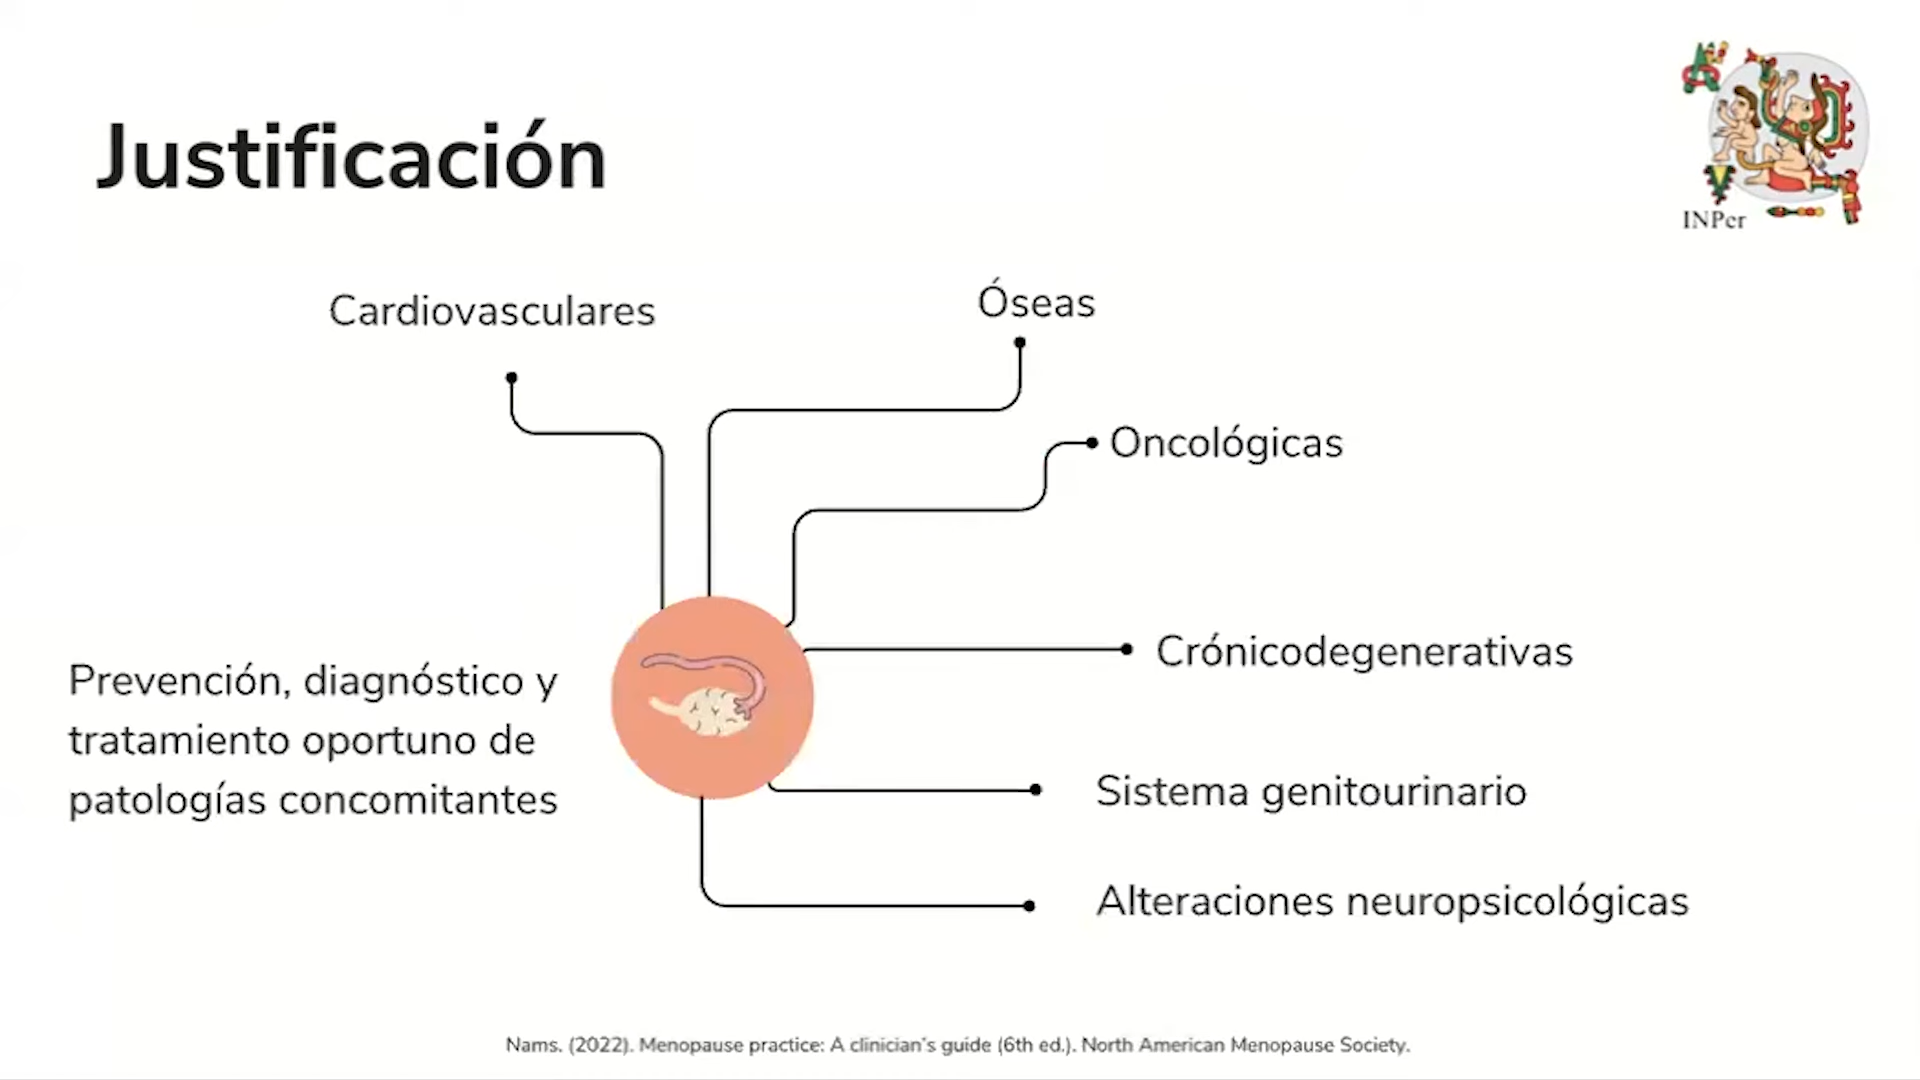 Justificación
INPer
Cardiovasculares
Óseas
Oncológicas
Crónicodegenerativas
Prevención, diagnóstico y
tratamiento oportuno de
patologías concomitantes
Sistema genitourinario
Alteraciones neuropsicológicas
Nams. (2022). Menopause practice: A clinician's guide (6th ed.). North American Menopause Society.